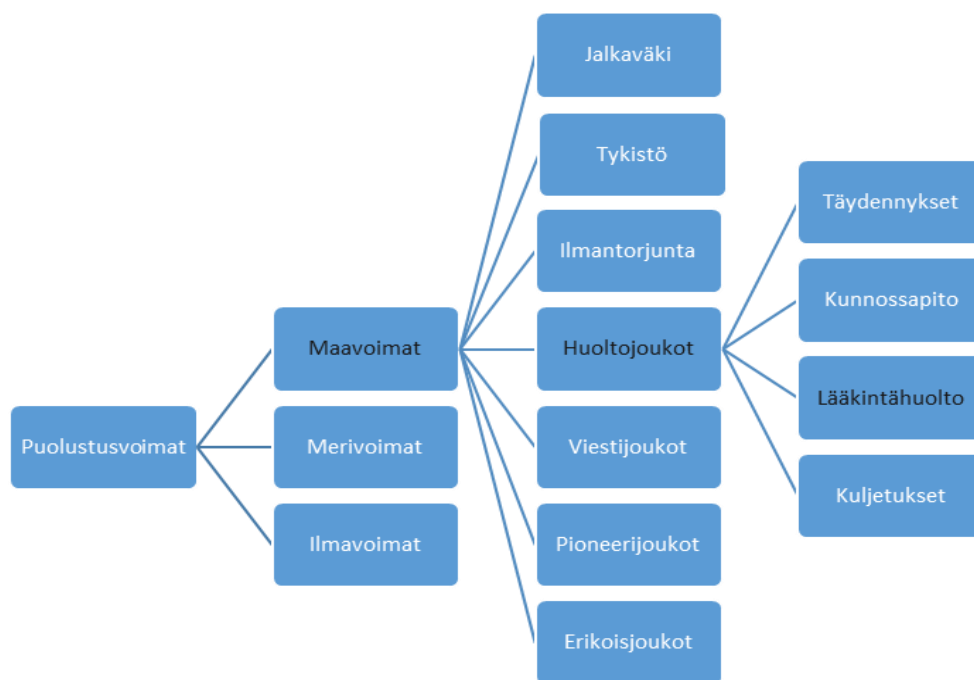 Puolustusvoimat
Maavoimat
Merivoimat
Ilmavoimat
Jalkaväki
Tykistö
Ilmantorjunta
Huoltojoukot
Viestijoukot
Pioneerijoukot
Erikoisjoukot
Täydennykset
Kunnossapito
Lääkintähuolto
Kuljetukset